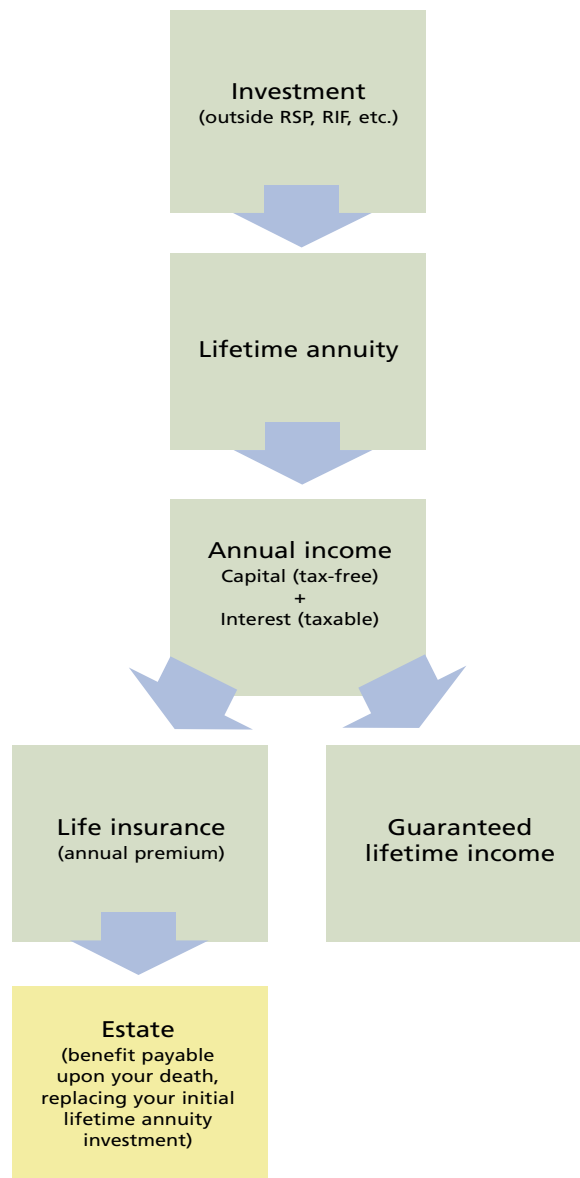 Investment
(outside RSP, RIF, etc.)
Lifetime annuity
Annual income
Capital (tax-free)
+
Interest (taxable)
Life insurance
(annual premium)
Guaranteed
lifetime income
Estate
(benefit payable
upon your death,
replacing your initial
lifetime annuity
investment)